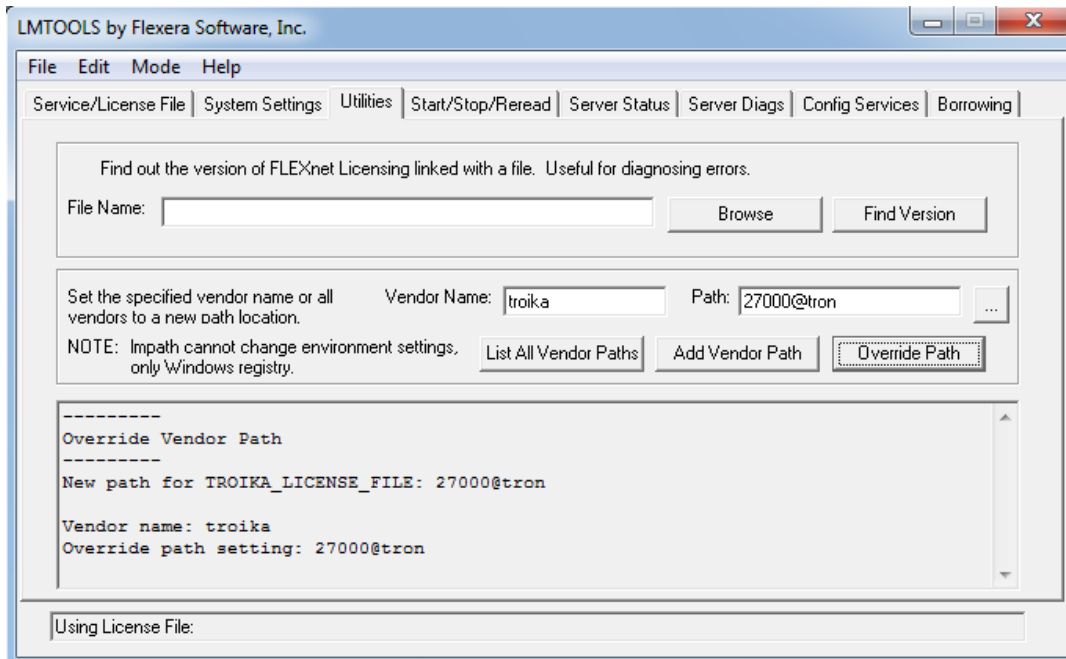 LMTOOLS by Flexera Software, Inc.
File Edit Mode Help
Service/License File System Settings Utilities Start/Stop/Reread Server Status Server Diags Config Services Borrowing
Find out the version of FLEXnet Licensing linked with a file. Useful for diagnosing errors.
File Name: Browse Find Version
Set the specified vendor name or all
vendors to a new path location.
Vendor Name: troika Path: 27000@tron ...
NOTE: lmpath cannot change environment settings,
only Windows registry.
List All Vendor Paths Add Vendor Path Override Path
---------
Override Vendor Path
---------
New path for TROIKA_LICENSE_FILE: 27000@tron
Vendor name: troika
Override path setting: 27000@tron
Using License File: